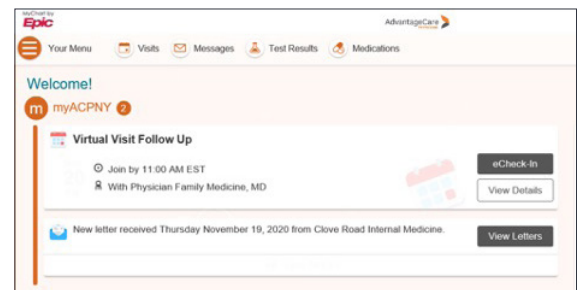 MyChart by
Epic
AdvantageCare
Your Menu
Visits
Messages
Test Results
Medications
Welcome!
m myACPNY 2
Virtual Visit Follow Up
Join by 11:00 AM EST
With Physician Family Medicine, MD
eCheck-In
View Details
New letter received Thursday November 19, 2020 from Clove Road Internal Medicine.
View Letters